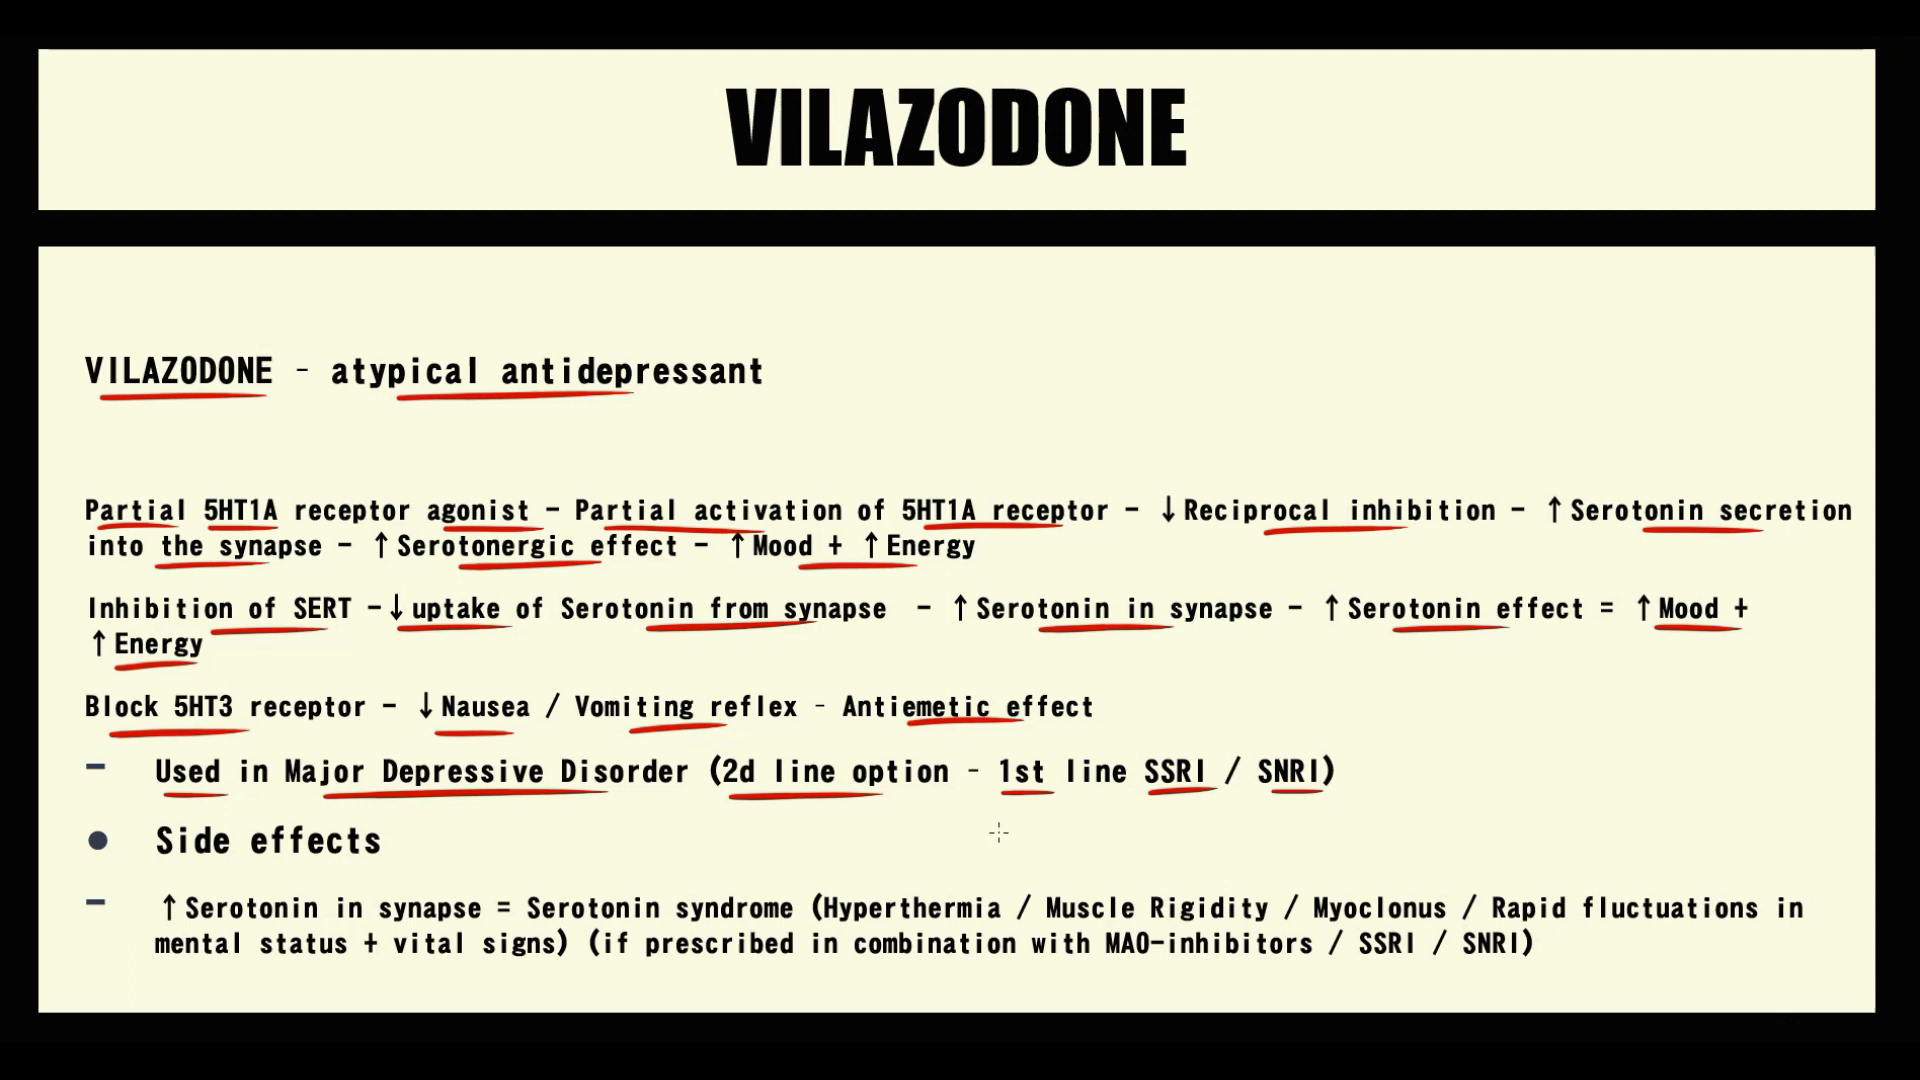 VILAZODONE
VILAZODONE - atypical antidepressant
Partial 5HT1A receptor agonist - Partial activation of 5HT1A receptor - ↓Reciprocal inhibition - ↑Serotonin secretion
into the synapse - ↑Serotonergic effect - ↑Mood + ↑Energy
Inhibition of SERT -↓uptake of Serotonin from synapse - ↑Serotonin in synapse - ↑Serotonin effect = ↑Mood +
↑Energy
Block 5HT3 receptor - ↓Nausea / Vomiting reflex - Antiemetic effect
- Used in Major Depressive Disorder (2d line option - 1st line SSRI / SNRI)
● Side effects
- ↑Serotonin in synapse = Serotonin syndrome (Hyperthermia / Muscle Rigidity / Myoclonus / Rapid fluctuations in
mental status + vital signs) (if prescribed in combination with MAO-inhibitors / SSRI / SNRI)